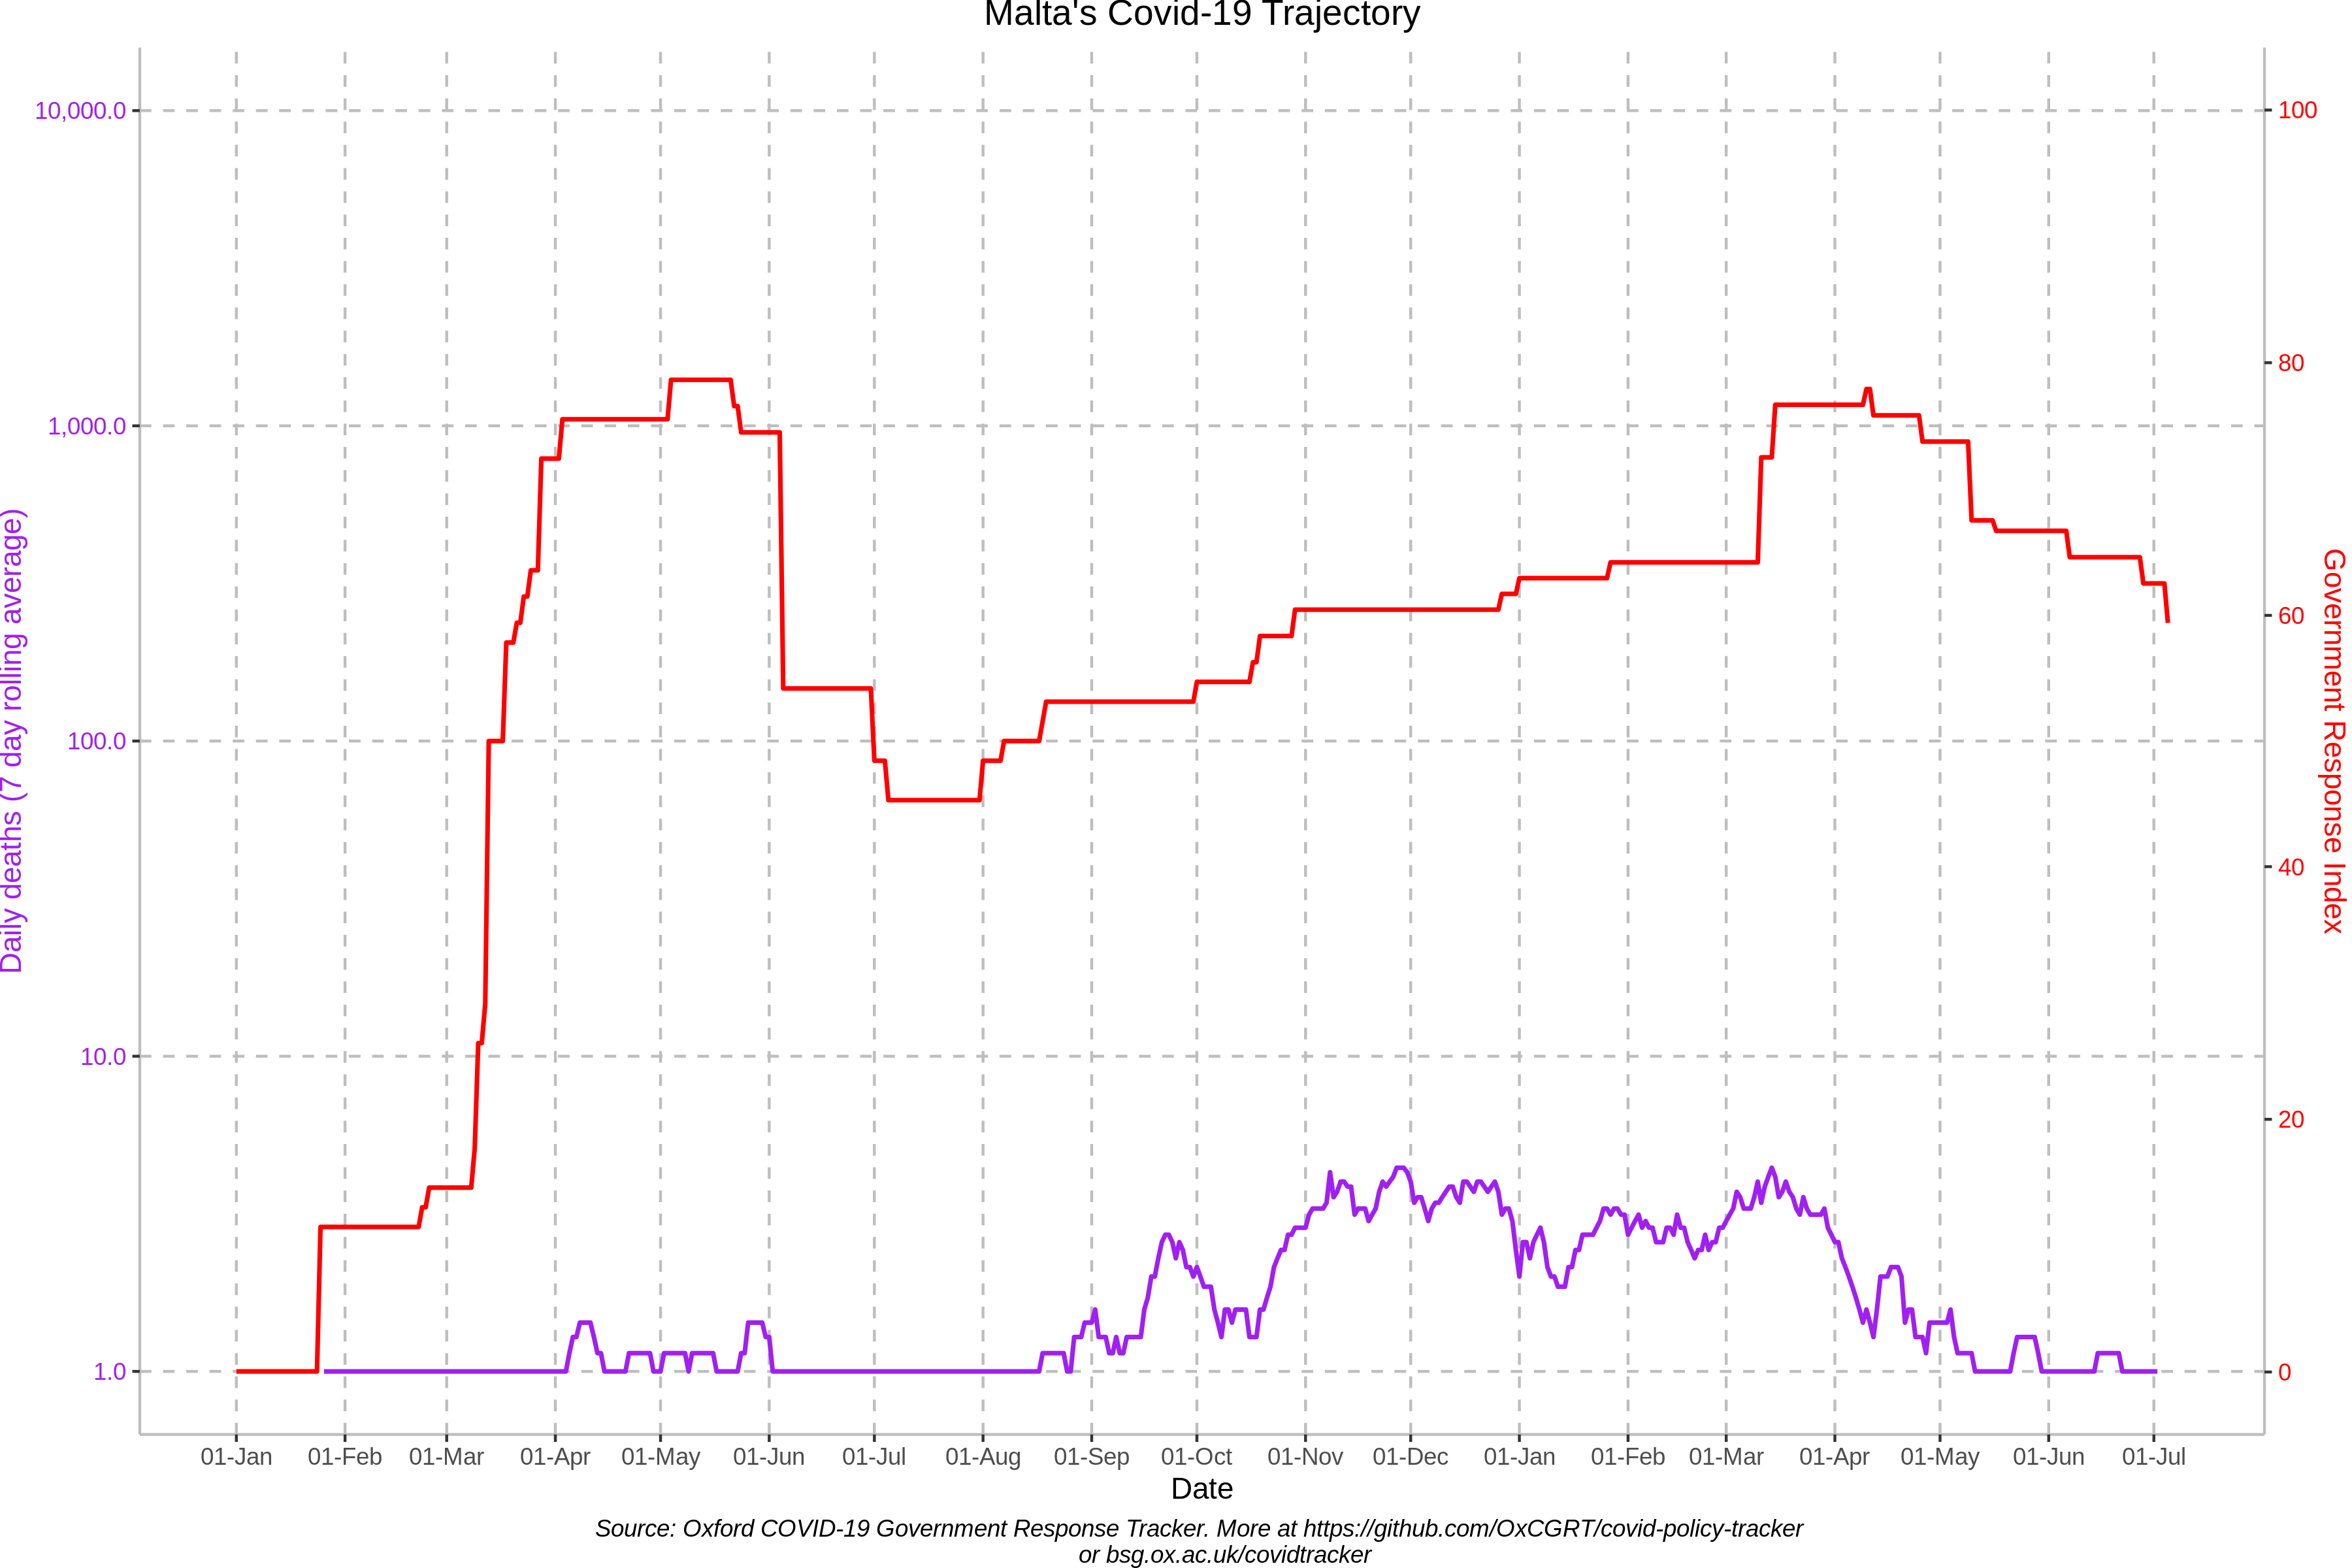 Malta's Covid-19 Trajectory
10,000.0
1,000.0
100.0
10.0
1.0
Daily deaths (7 day rolling average)
100
80
60
40
20
0
Government Response Index
01-Jan 01-Feb 01-Mar 01-Apr 01-May 01-Jun 01-Jul 01-Aug 01-Sep 01-Oct 01-Nov 01-Dec 01-Jan 01-Feb 01-Mar 01-Apr 01-May 01-Jun 01-Jul
Date
Source: Oxford COVID-19 Government Response Tracker. More at https://github.com/OxCGRT/covid-policy-tracker
or bsg.ox.ac.uk/covidtracker